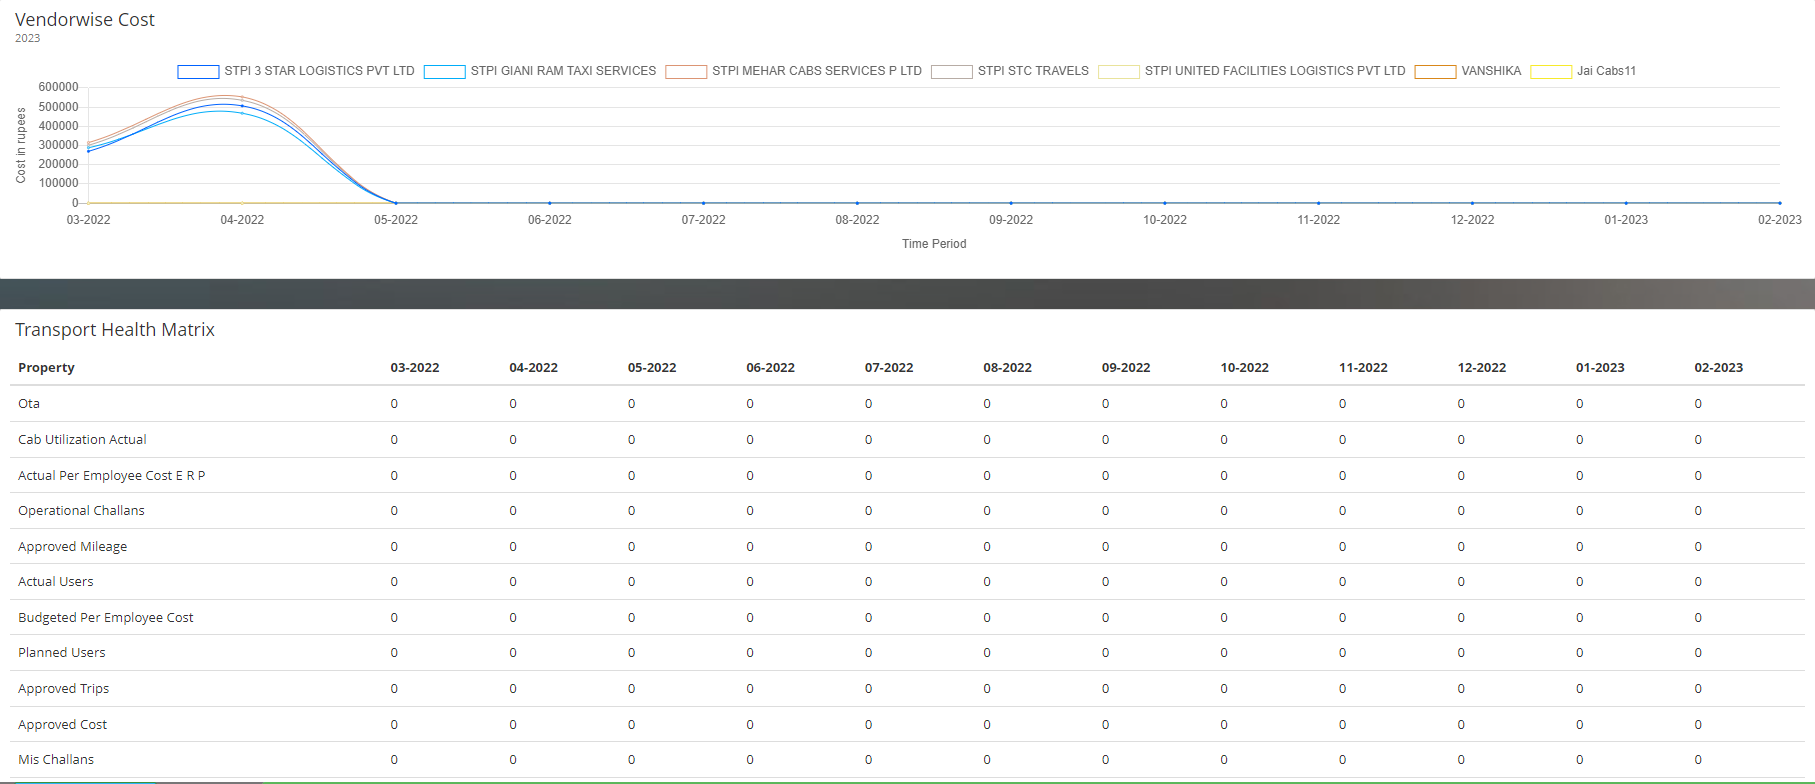 Vendorwise Cost
2023
STPI 3 STAR LOGISTICS PVT LTD STPI GIANI RAM TAXI SERVICES STPI MEHAR CABS SERVICES P LTD STPI STC TRAVELS STPI UNITED FACILITIES LOGISTICS PVT LTD VANSHIKA Jai Cabs11
Cost in rupees
600000
500000
400000
300000
200000
100000
0
03-2022 04-2022 05-2022 06-2022 07-2022 08-2022 09-2022 10-2022 11-2022 12-2022 01-2023 02-2023
Time Period
Transport Health Matrix
Property 03-2022 04-2022 05-2022 06-2022 07-2022 08-2022 09-2022 10-2022 11-2022 12-2022 01-2023 02-2023
Ota 0 0 0 0 0 0 0 0 0 0 0 0
Cab Utilization Actual 0 0 0 0 0 0 0 0 0 0 0 0
Actual Per Employee Cost E R P 0 0 0 0 0 0 0 0 0 0 0 0
Operational Challans 0 0 0 0 0 0 0 0 0 0 0 0
Approved Mileage 0 0 0 0 0 0 0 0 0 0 0 0
Actual Users 0 0 0 0 0 0 0 0 0 0 0 0
Budgeted Per Employee Cost 0 0 0 0 0 0 0 0 0 0 0 0
Planned Users 0 0 0 0 0 0 0 0 0 0 0 0
Approved Trips 0 0 0 0 0 0 0 0 0 0 0 0
Approved Cost 0 0 0 0 0 0 0 0 0 0 0 0
Mis Challans 0 0 0 0 0 0 0 0 0 0 0 0